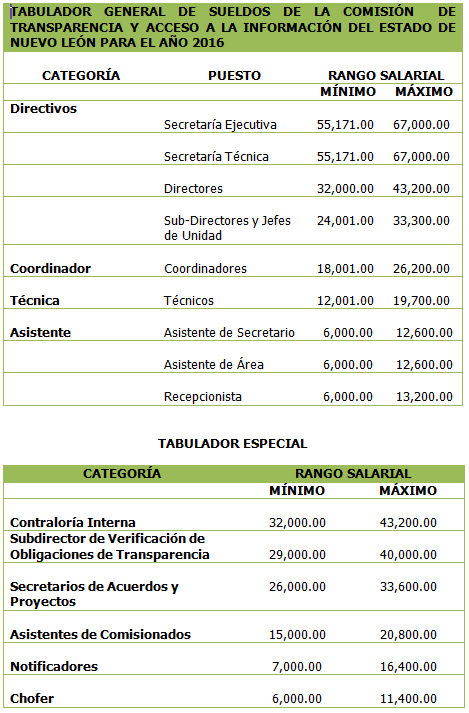 TABULADOR GENERAL DE SUELDOS DE LA COMISIÓN DE
TRANSPARENCIA Y ACCESO A LA INFORMACIÓN DEL ESTADO DE
NUEVO LEÓN PARA EL AÑO 2016
CATEGORÍA PUESTO RANGO SALARIAL
MÍNIMO MÁXIMO
Directivos
Secretaría Ejecutiva 55,171.00 67,000.00
Secretaría Técnica 55,171.00 67,000.00
Directores 32,000.00 43,200.00
Sub-Directores y Jefes 24,001.00 33,300.00
de Unidad
Coordinador Coordinadores 18,001.00 26,200.00
Técnica Técnicos 12,001.00 19,700.00
Asistente Asistente de Secretario 6,000.00 12,600.00
Asistente de Área 6,000.00 12,600.00
Recepcionista 6,000.00 13,200.00
TABULADOR ESPECIAL
CATEGORÍA RANGO SALARIAL
MÍNIMO MÁXIMO
Contraloría Interna 32,000.00 43,200.00
Subdirector de Verificación de
Obligaciones de Transparencia 29,000.00 40,000.00
Secretarios de Acuerdos y 26,000.00 33,600.00
Proyectos
Asistentes de Comisionados 15,000.00 20,800.00
Notificadores 7,000.00 16,400.00
Chofer 6,000.00 11,400.00